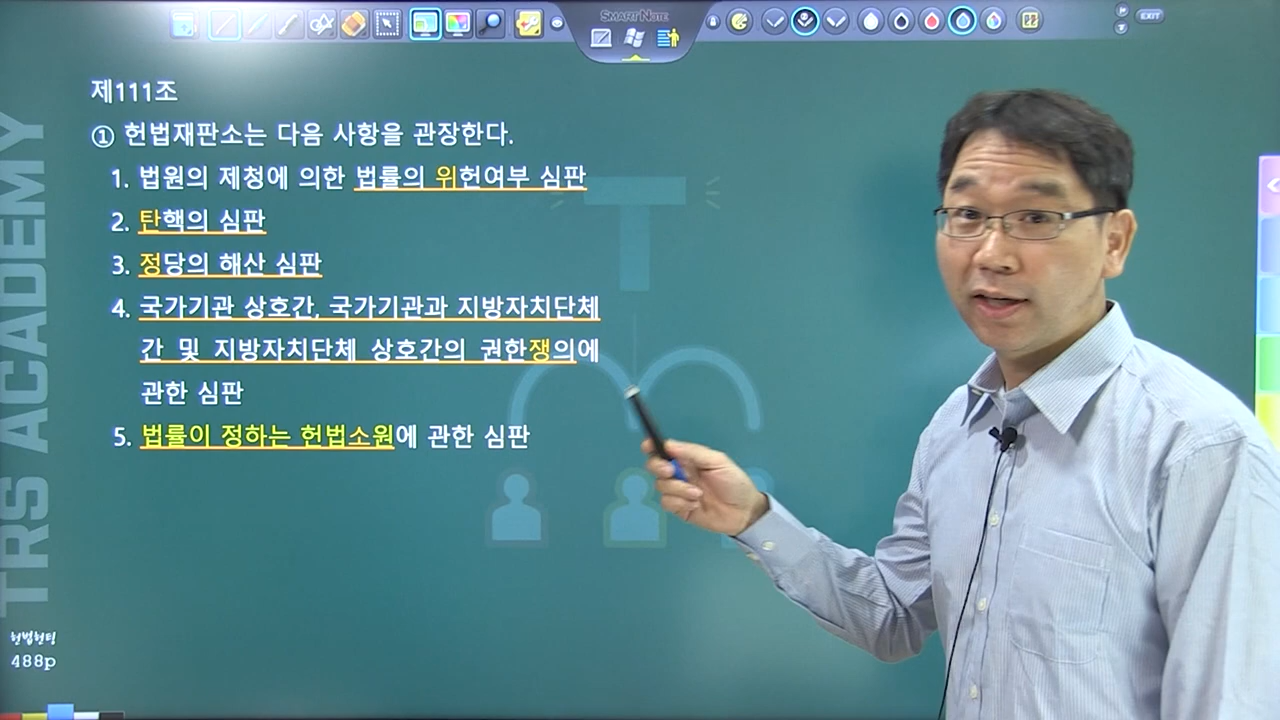 SMART NOTE
EXIT
제111조
① 헌법재판소는 다음 사항을 관장한다.
1. 법원의 제청에 의한 법률의 위헌여부 심판
2. 탄핵의 심판
3. 정당의 해산 심판
4. 국가기관 상호간, 국가기관과 지방자치단체
간 및 지방자치단체 상호간의 권한쟁의에
관한 심판
5. 법률이 정하는 헌법소원에 관한 심판
TRS ACADEMY
헌법헌팅
488p